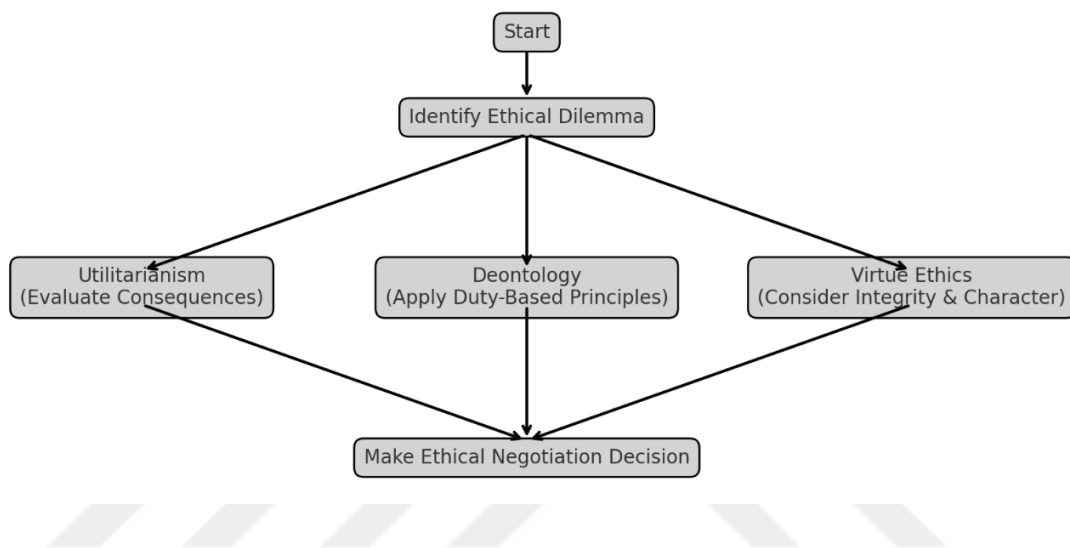 Start
Identify Ethical Dilemma
Utilitarianism
(Evaluate Consequences)
Deontology
(Apply Duty-Based Principles)
Virtue Ethics
(Consider Integrity & Character)
Make Ethical Negotiation Decision